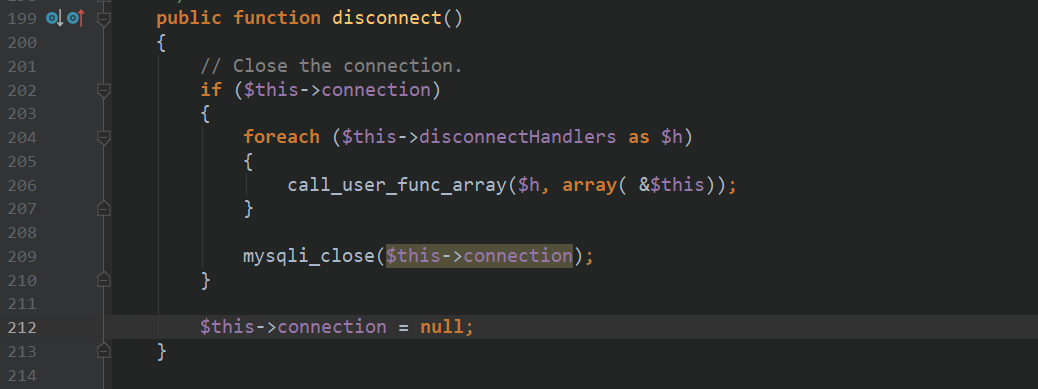 199 public function disconnect()
200 {
201 // Close the connection.
202 if ($this->connection)
203 {
204 foreach ($this->disconnectHandlers as $h)
205 {
206 call_user_func_array($h, array( &$this));
207 }
208
209 mysqli_close($this->connection);
210 }
211
212 $this->connection = null;
213 }
214